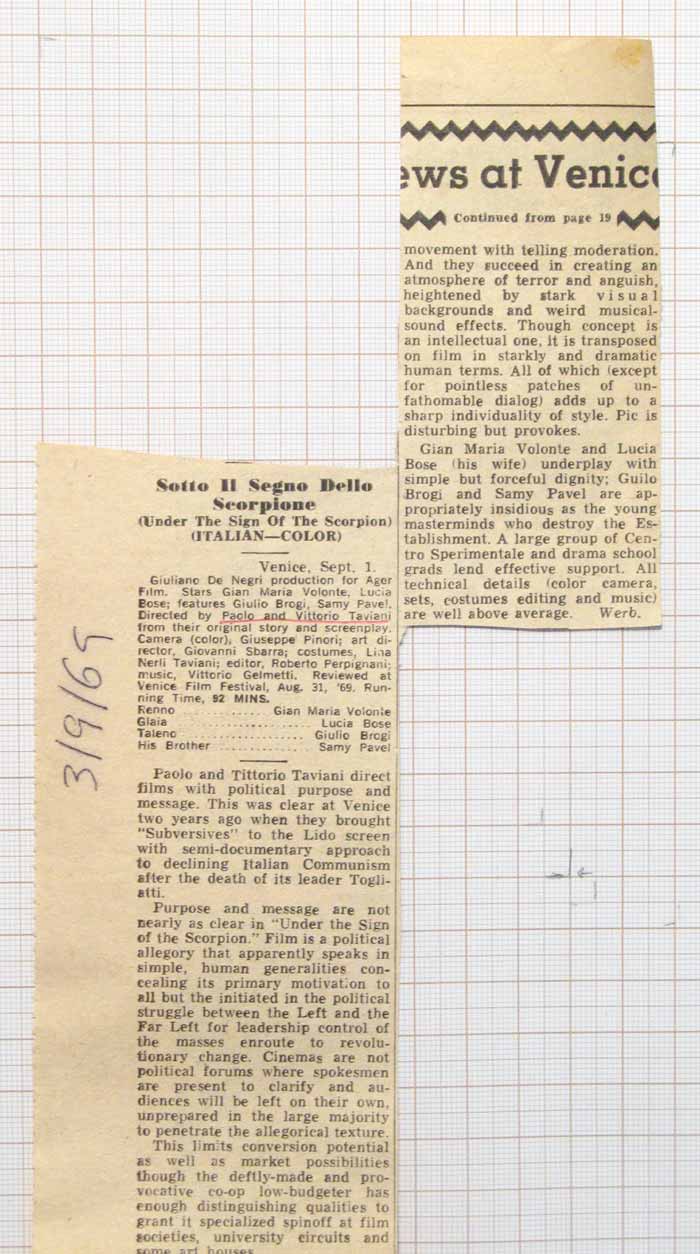 Sotto Il Segno Dello
Scorpione
(Under The Sign Of The Scorpion)
(ITALIAN—COLOR)
Venice, Sept. 1.
Giuliano De Negri production for Ager
Film. Stars Gian Maria Volonte, Lucia
Bose; features Giulio Brogi, Samy Pavel.
Directed by Paolo and Vittorio Taviani
from their original story and screenplay.
Camera (color), Giuseppe Pinori; art di-
rector, Giovanni Sbarra; costumes, Lina
Nerli Taviani; editor, Roberto Perpignani;
music, Vittorio Gelmetti. Reviewed at
Venice Film Festival, Aug. 31, '69. Run-
ning Time, 92 MINS.
Renno ............ Gian Maria Volonte
Glaia ..................... Lucia Bose
Taleno .................... Giulio Brogi
His Brother ............. Samy Pavel
Paolo and Tittorio Taviani direct
films with political purpose and
message. This was clear at Venice
two years ago when they brought
"Subversives" to the Lido screen
with semi-documentary approach
to declining Italian Communism
after the death of its leader Togli-
atti.
Purpose and message are not
nearly as clear in "Under the Sign
of the Scorpion." Film is a political
allegory that apparently speaks in
simple, human generalities con-
cealing its primary motivation to
all but the initiated in the political
struggle between the Left and the
Far Left for leadership control of
the masses enroute to revolu-
tionary change. Cinemas are not
political forums where spokesmen
are present to clarify and au-
diences will be left on their own,
unprepared in the large majority
to penetrate the allegorical texture.
This limits conversion potential
as well as market possibilities
though the deftly-made and pro-
vocative co-op low-budgeter has
enough distinguishing qualities to
grant it specialized spinoff at film
societies, university circuits and
some art houses.
3/9/69
ews at Venice
Continued from page 19
movement with telling moderation.
And they succeed in creating an
atmosphere of terror and anguish,
heightened by stark visual
backgrounds and weird musical-
sound effects. Though concept is
an intellectual one, it is transposed
on film in starkly and dramatic
human terms. All of which (except
for pointless patches of un-
fathomable dialog) adds up to a
sharp individuality of style. Pic is
disturbing but provokes.
Gian Maria Volonte and Lucia
Bose (his wife) underplay with
simple but forceful dignity; Guilo
Brogi and Samy Pavel are ap-
propriately insidious as the young
masterminds who destroy the Es-
tablishment. A large group of Cen-
tro Sperimentale and drama school
grads lend effective support. All
technical details (color camera,
sets, costumes editing and music)
are well above average. Werb.